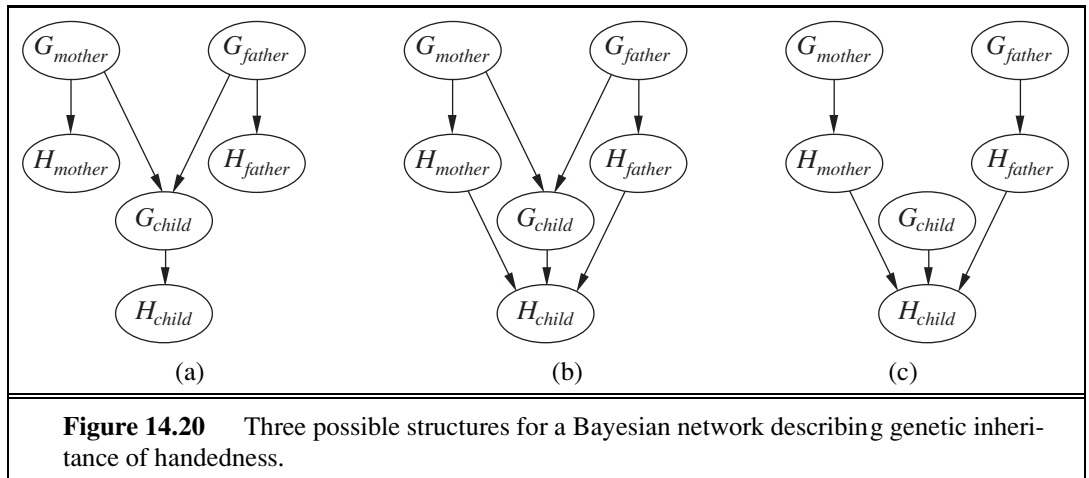 G_mother G_father G_mother G_father G_mother G_father
H_mother H_father H_mother H_father H_mother H_father
G_child G_child G_child
H_child H_child H_child
(a) (b) (c)
Figure 14.20 Three possible structures for a Bayesian network describing genetic inheri-
tance of handedness.